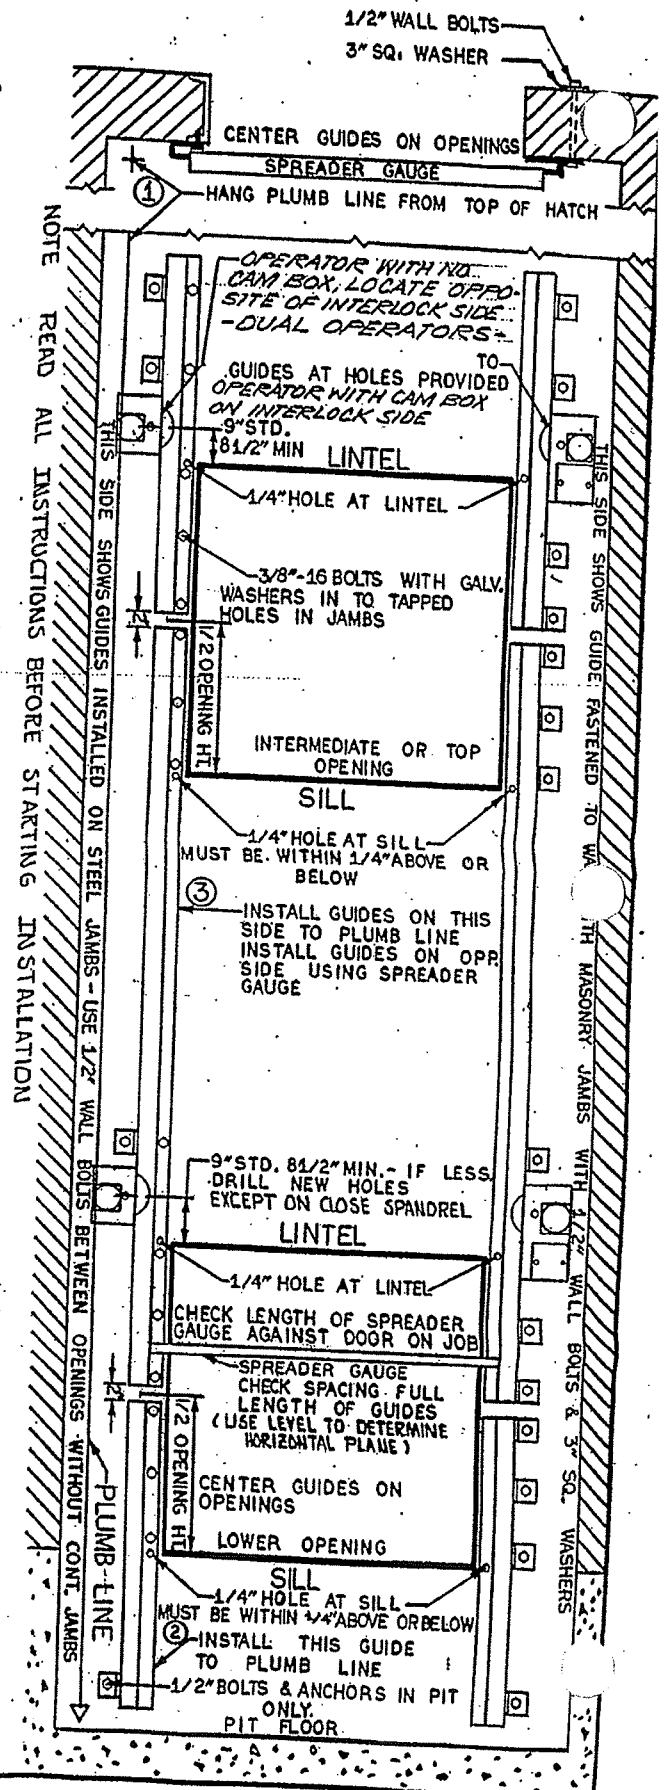 1/2" WALL BOLTS
3" SQ. WASHER
CENTER GUIDES ON OPENINGS
SPREADER GAUGE
1
HANG PLUMB LINE FROM TOP OF HATCH
OPERATOR WITH NO
CAM BOX, LOCATE OPPO-
SITE OF INTERLOCK SIDE
-DUAL OPERATORS-
TO
GUIDES AT HOLES PROVIDED
OPERATOR WITH CAM BOX
ON INTERLOCK SIDE
9" STD.
8 1/2" MIN
LINTEL
1/4" HOLE AT LINTEL
3/8"-16 BOLTS WITH GALV.
WASHERS IN TO TAPPED
HOLES IN JAMBS
2"
1/2 OPENING HT.
INTERMEDIATE OR TOP
OPENING
SILL
1/4" HOLE AT SILL
MUST BE. WITHIN 1/4" ABOVE OR
BELOW
3
INSTALL GUIDES ON THIS
SIDE TO PLUMB LINE
INSTALL GUIDES ON OPP.
SIDE USING SPREADER
GAUGE
9" STD. 8 1/2" MIN.- IF LESS
DRILL NEW HOLES
EXCEPT ON CLOSE SPANDREL
LINTEL
1/4" HOLE AT LINTEL
CHECK LENGTH OF SPREADER
GAUGE AGAINST DOOR ON JOB
SPREADER GAUGE
CHECK SPACING FULL
LENGTH OF GUIDES
(USE LEVEL TO DETERMINE
HORIZONTAL PLANE)
2"
1/2 OPENING HT.
CENTER GUIDES ON
OPENINGS
LOWER OPENING
SILL
1/4" HOLE AT SILL
MUST BE WITHIN 1/4" ABOVE OR BELOW
2
INSTALL THIS GUIDE
TO PLUMB LINE
1/2" BOLTS & ANCHORS IN PIT
ONLY.
PIT FLOOR
NOTE READ ALL INSTRUCTIONS BEFORE STARTING INSTALLATION
THIS SIDE SHOWS GUIDES INSTALLED ON STEEL JAMBS - USE 1/2" WALL BOLTS BETWEEN OPENINGS WITHOUT CONT. JAMBS
PLUMB LINE
THIS SIDE SHOWS GUIDE FASTENED TO MASONRY JAMBS WITH 1/2" WALL BOLTS & 3" SQ. WASHERS